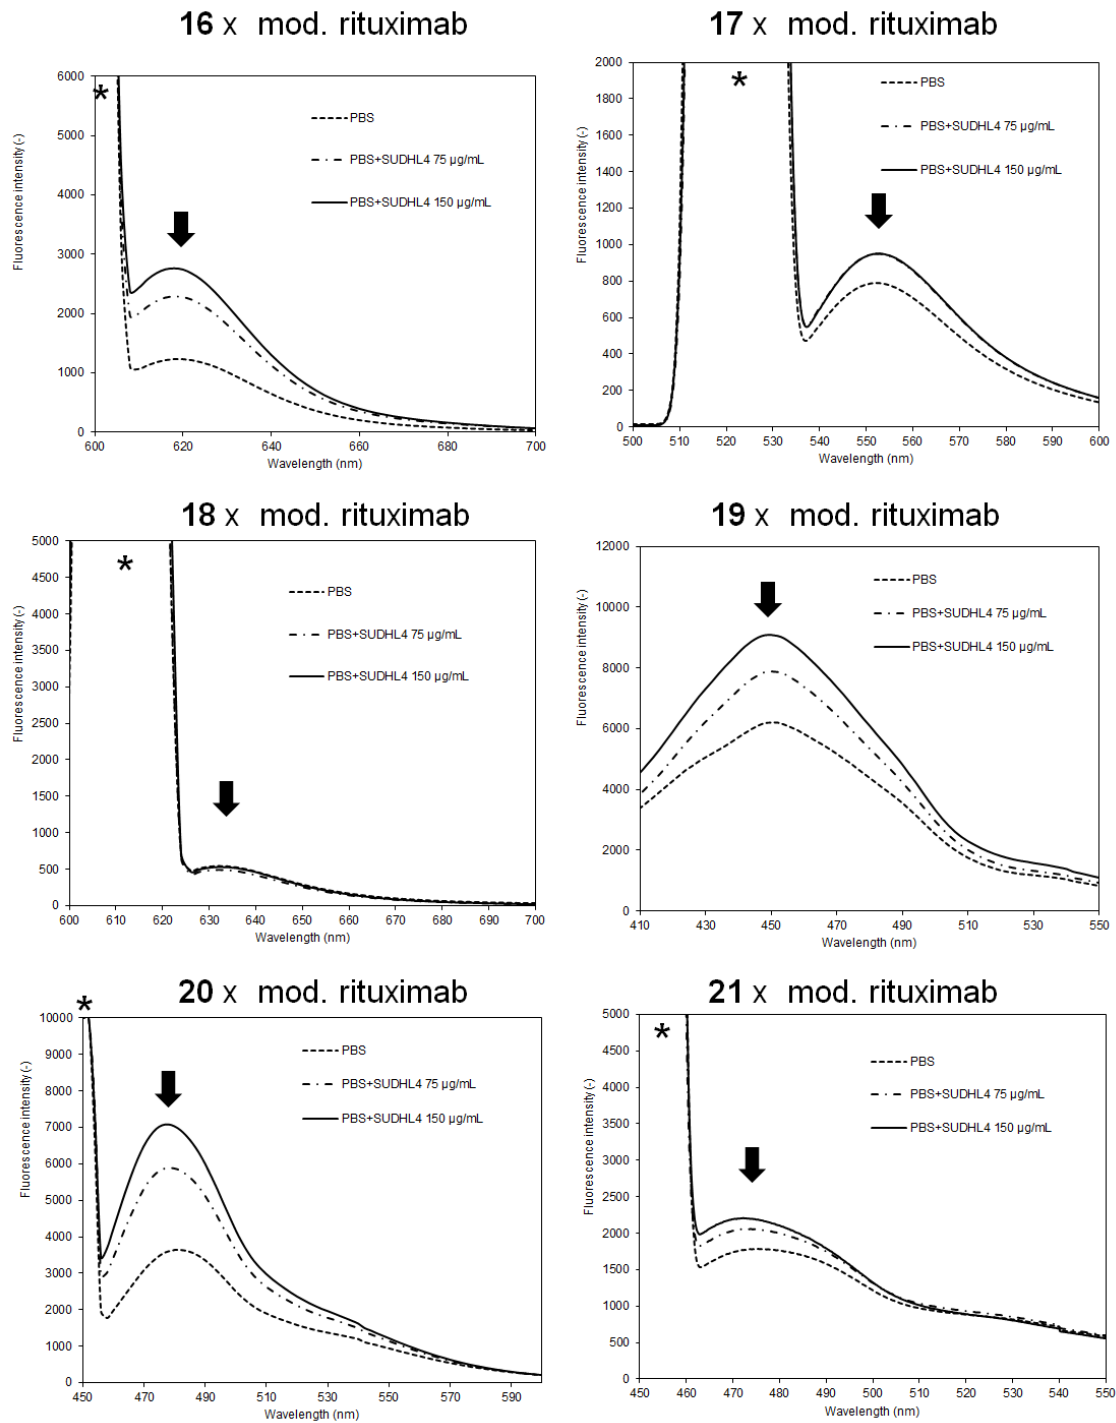 16 x mod. rituximab
Fluorescence intensity (-)
6000
5000
4000
3000
2000
1000
0
*
PBS
PBS+SUDHL4 75 µg/mL
PBS+SUDHL4 150 µg/mL
600 620 640 660 680 700
Wavelength (nm)
17 x mod. rituximab
Fluorescence intensity (-)
2000
1800
1600
1400
1200
1000
800
600
400
200
0
*
PBS
PBS+SUDHL4 75 µg/mL
PBS+SUDHL4 150 µg/mL
500 510 520 530 540 550 560 570 580 590 600
Wavelength (nm)
18 x mod. rituximab
Fluorescence intensity (-)
5000
4500
4000
3500
3000
2500
2000
1500
1000
500
0
*
PBS
PBS+SUDHL4 75 µg/mL
PBS+SUDHL4 150 µg/mL
600 610 620 630 640 650 660 670 680 690 700
Wavelength (nm)
19 x mod. rituximab
Fluorescence intensity (-)
12000
10000
8000
6000
4000
2000
0
PBS
PBS+SUDHL4 75 µg/mL
PBS+SUDHL4 150 µg/mL
410 430 450 470 490 510 530 550
Wavelength (nm)
20 x mod. rituximab
*
Fluorescence intensity (-)
10000
9000
8000
7000
6000
5000
4000
3000
2000
1000
0
PBS
PBS+SUDHL4 75 µg/mL
PBS+SUDHL4 150 µg/mL
450 470 490 510 530 550 570 590
Wavelength (nm)
21 x mod. rituximab
Fluorescence intensity (-)
5000
4500
4000
3500
3000
2500
2000
1500
1000
500
0
*
PBS
PBS+SUDHL4 75 µg/mL
PBS+SUDHL4 150 µg/mL
450 460 470 480 490 500 510 520 530 540 550
Wavelength (nm)